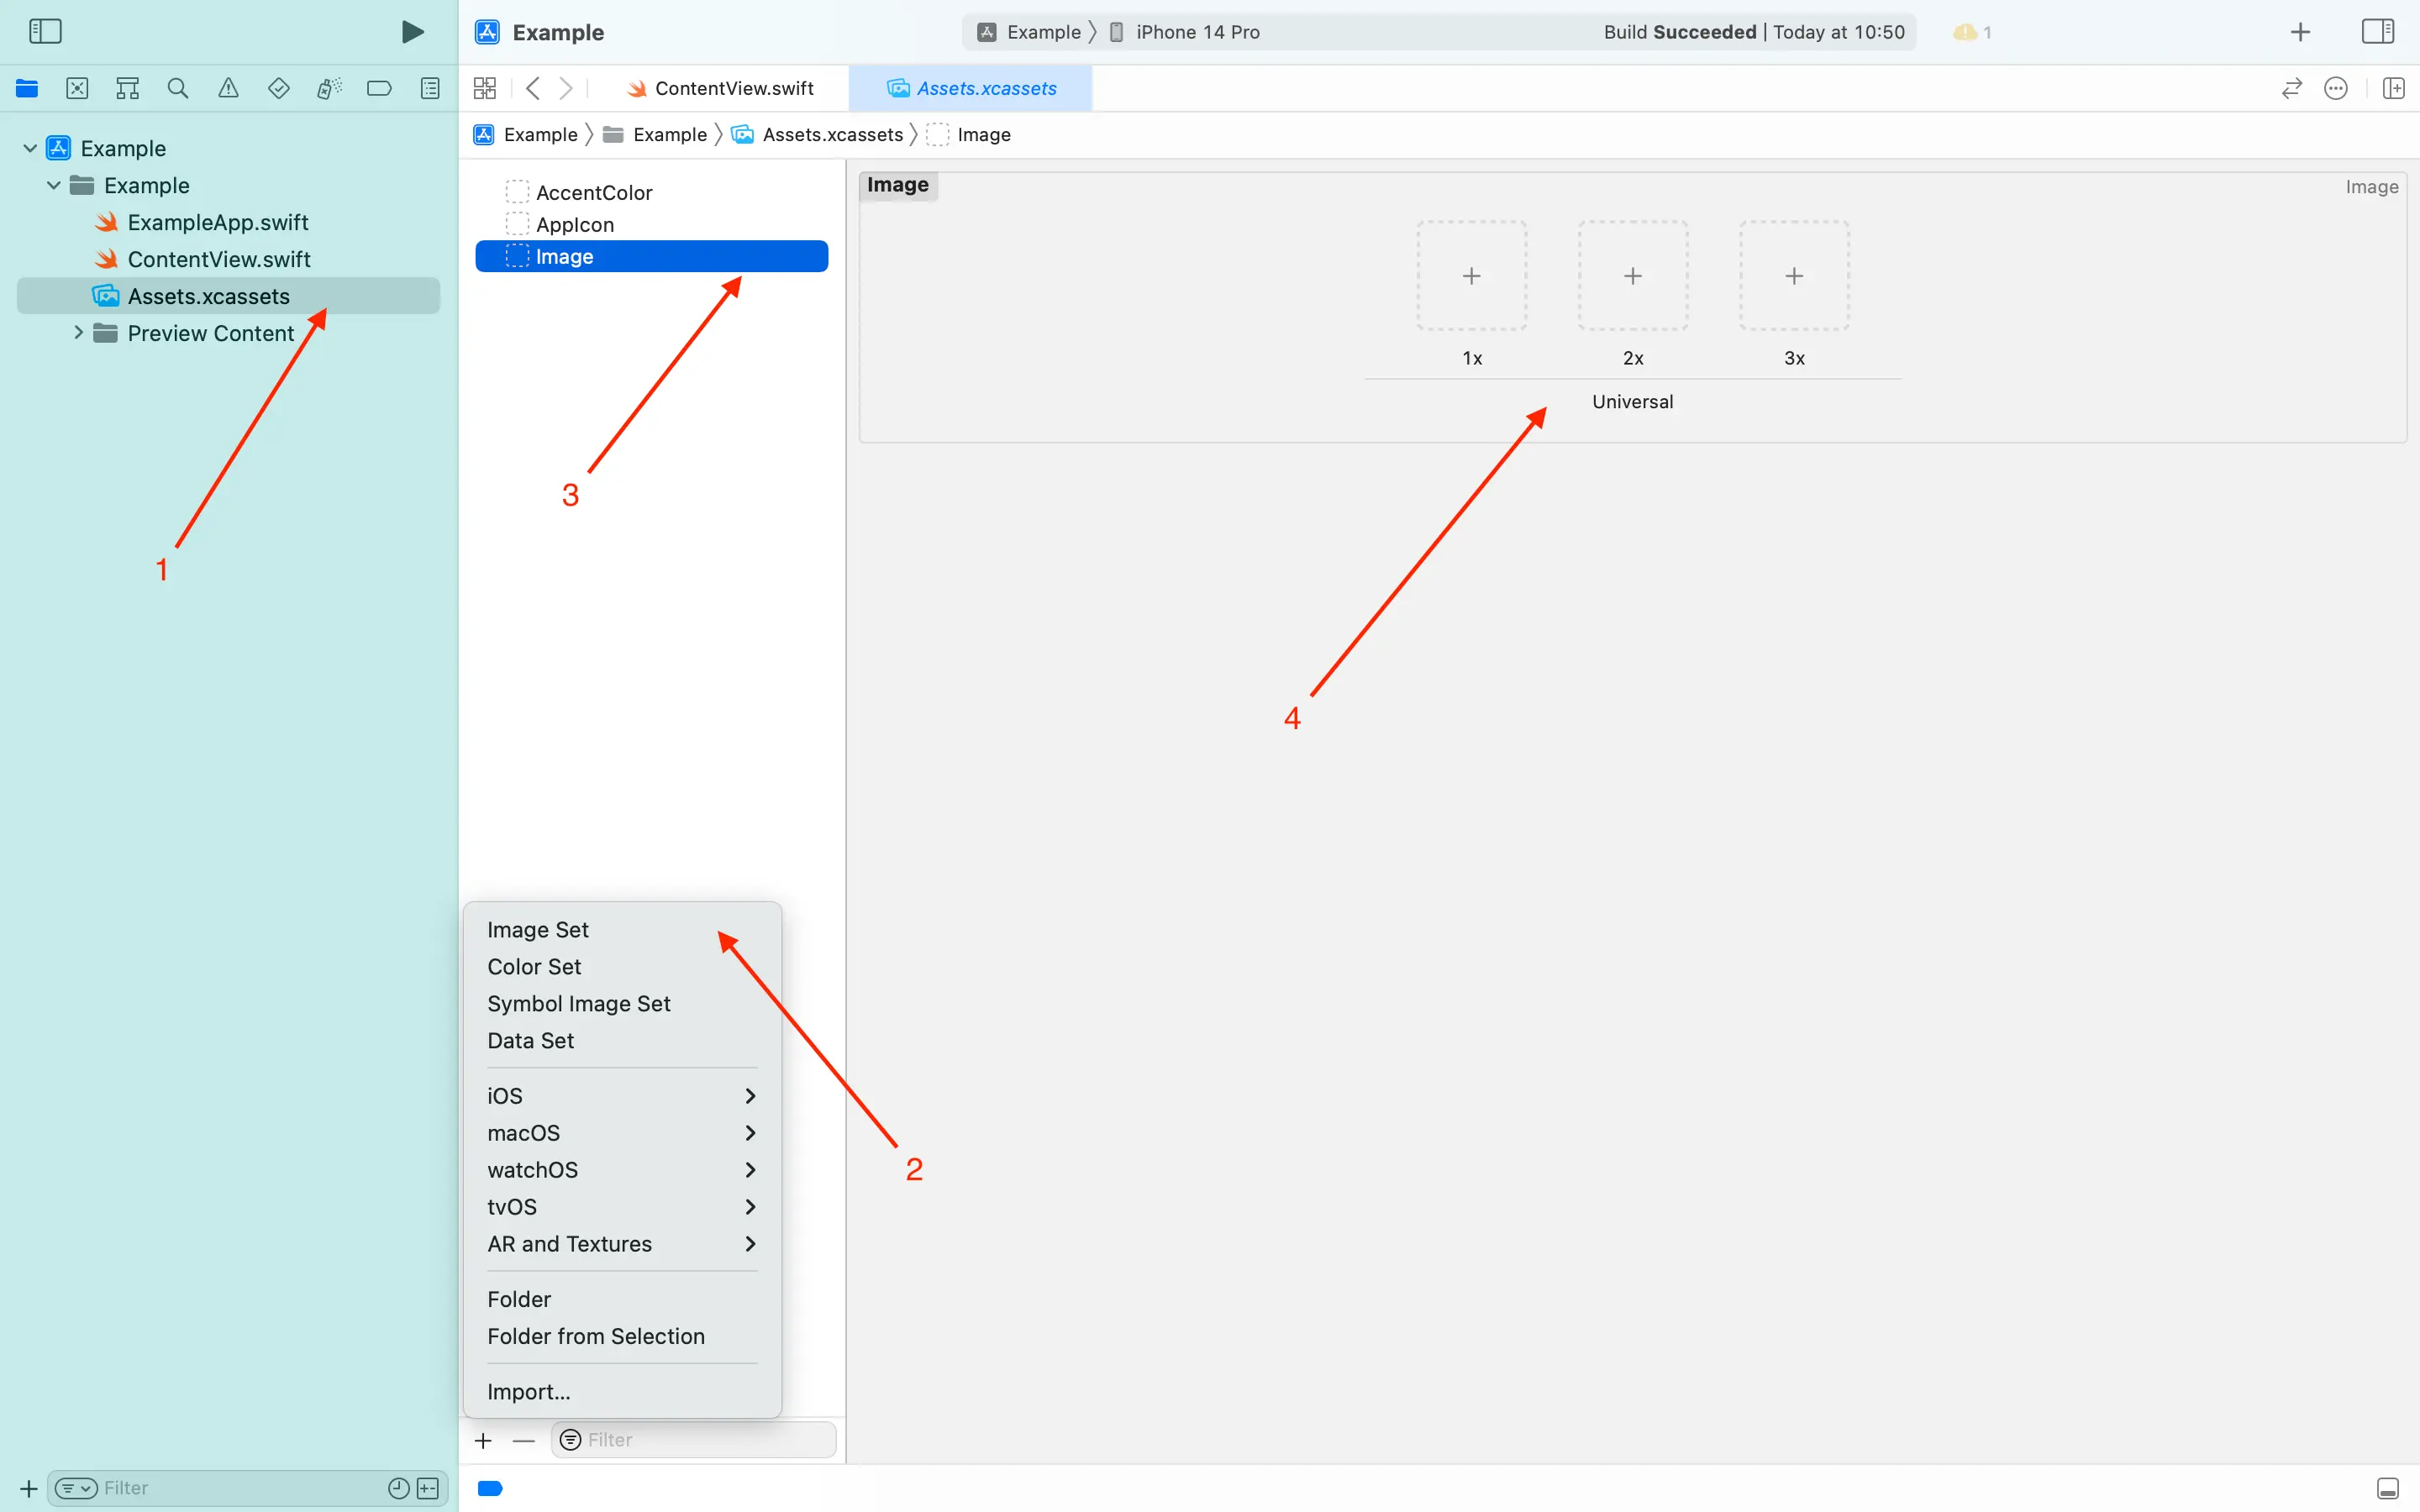 Example
Example
iPhone 14 Pro
Build Succeeded | Today at 10:50
1
ContentView.swift
Assets.xcassets
Example
Example
Assets.xcassets
Image
Example
Example
ExampleApp.swift
ContentView.swift
Assets.xcassets
Preview Content
1
AccentColor
AppIcon
Image
3
Image
Image
1x
2x
3x
Universal
4
Image Set
Color Set
Symbol Image Set
Data Set
iOS
macOS
watchOS
tvOS
AR and Textures
Folder
Folder from Selection
Import...
2
Filter
Filter